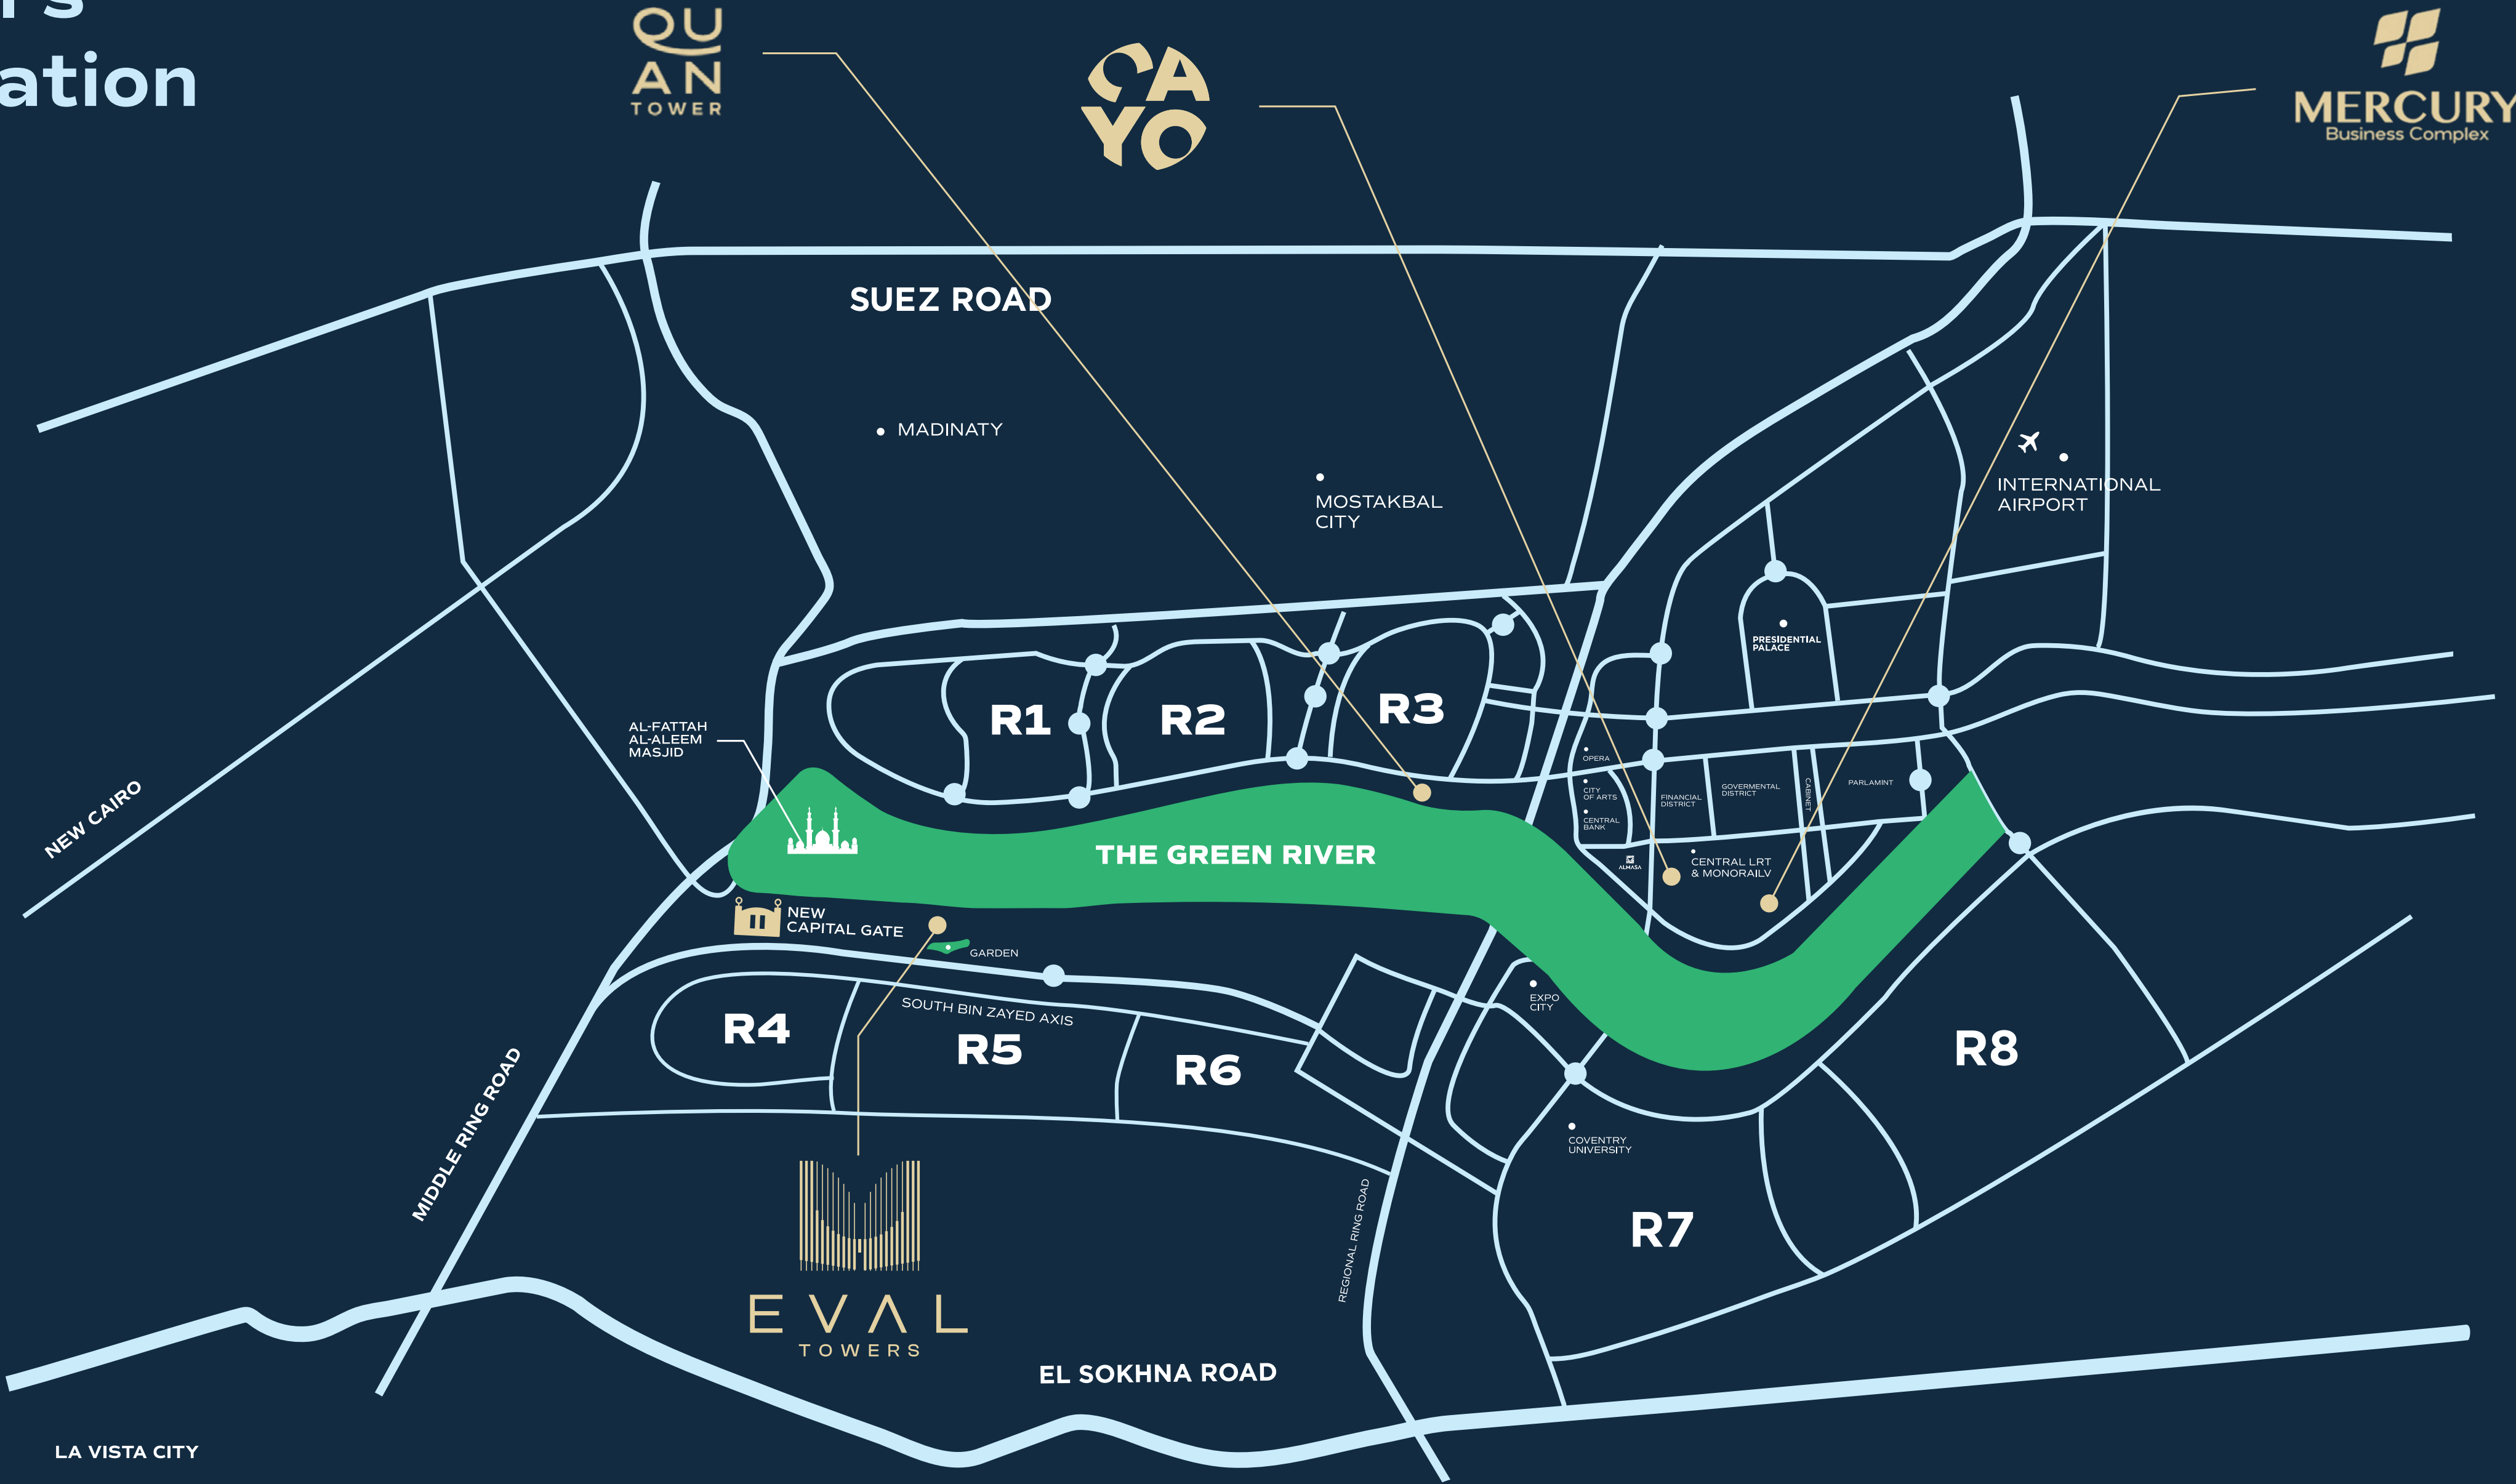 ation
QU
AN
TOWER
CA
YO
MERCURY
Business Complex
SUEZ ROAD
MADINATY
MOSTAKBAL
CITY
INTERNATIONAL
AIRPORT
PRESIDENTIAL
PALACE
R1
R2
R3
AL-FATTAH
AL-ALEEM
MASJID
OPERA
CITY
OF ARTS
CENTRAL
BANK
FINANCIAL
DISTRICT
GOVERMENTAL
DISTRICT
CABINET
PARLAMINT
ALMASA
CENTRAL LRT
& MONORAILV
NEW CAIRO
THE GREEN RIVER
NEW
CAPITAL GATE
GARDEN
SOUTH BIN ZAYED AXIS
EXPO
CITY
R4
R5
R6
R8
MIDDLE RING ROAD
COVENTRY
UNIVERSITY
REGIONAL RING ROAD
R7
EVAL
TOWERS
EL SOKHNA ROAD
LA VISTA CITY